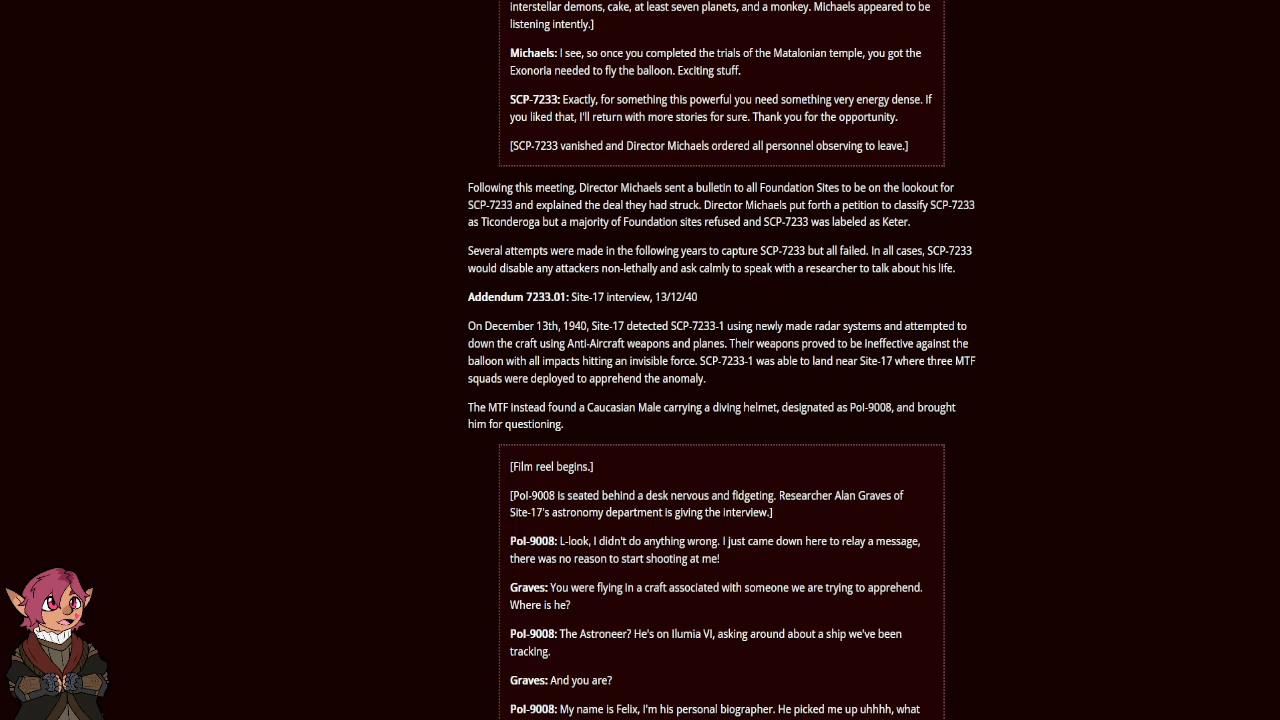 interstellar demons, cake, at least seven planets, and a monkey. Michaels appeared to be
listening intently.]
Michaels: I see, so once you completed the trials of the Matalonian temple, you got the
Exonoria needed to fly the balloon. Exciting stuff.
SCP-7233: Exactly, for something this powerful you need something very energy dense. If
you liked that, I'll return with more stories for sure. Thank you for the opportunity.
[SCP-7233 vanished and Director Michaels ordered all personnel observing to leave.]
Following this meeting, Director Michaels sent a bulletin to all Foundation Sites to be on the lookout for
SCP-7233 and explained the deal they had struck. Director Michaels put forth a petition to classify SCP-7233
as Ticonderoga but a majority of Foundation sites refused and SCP-7233 was labeled as Keter.
Several attempts were made in the following years to capture SCP-7233 but all failed. In all cases, SCP-7233
would disable any attackers non-lethally and ask calmly to speak with a researcher to talk about his life.
Addendum 7233.01: Site-17 interview, 13/12/40
On December 13th, 1940, Site-17 detected SCP-7233-1 using newly made radar systems and attempted to
down the craft using Anti-Aircraft weapons and planes. Their weapons proved to be ineffective against the
balloon with all impacts hitting an invisible force. SCP-7233-1 was able to land near Site-17 where three MTF
squads were deployed to apprehend the anomaly.
The MTF instead found a Caucasian Male carrying a diving helmet, designated as PoI-9008, and brought
him for questioning.
[Film reel begins.]
[PoI-9008 is seated behind a desk nervous and fidgeting. Researcher Alan Graves of
Site-17's astronomy department is giving the interview.]
PoI-9008: L-look, I didn't do anything wrong. I just came down here to relay a message,
there was no reason to start shooting at me!
Graves: You were flying in a craft associated with someone we are trying to apprehend.
Where is he?
PoI-9008: The Astroneer? He's on Ilumia VI, asking around about a ship we've been
tracking.
Graves: And you are?
PoI-9008: My name is Felix, I'm his personal biographer. He picked me up uhhhh, what